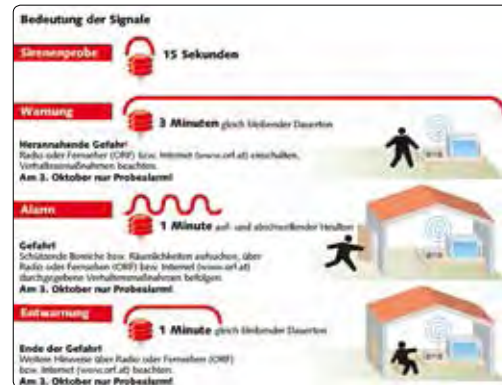 Bedeutung der Signale
Sirenenprobe
15 Sekunden
Warnung
3 Minuten gleich bleibender Dauerton
Herannahende Gefahr!
Radio oder Fernseher (ORF) bzw. Internet (www.orf.at) einschalten,
Verhaltensmaßnahmen beachten.
Am 3. Oktober nur Probealarm!
Alarm
1 Minute auf- und abschwellender Heulton
Gefahr!
Schützende Bereiche bzw. Räumlichkeiten aufsuchen, über
Radio oder Fernsehen (ORF) bzw. Internet (www.orf.at)
durchgegebene Verhaltensmaßnahmen befolgen.
Am 3. Oktober nur Probealarm!
Entwarnung
1 Minute gleich bleibender Dauerton
Ende der Gefahr!
Weitere Hinweise über Radio oder Fernsehen (ORF)
bzw. Internet (www.orf.at) beachten.
Am 3. Oktober nur Probealarm!